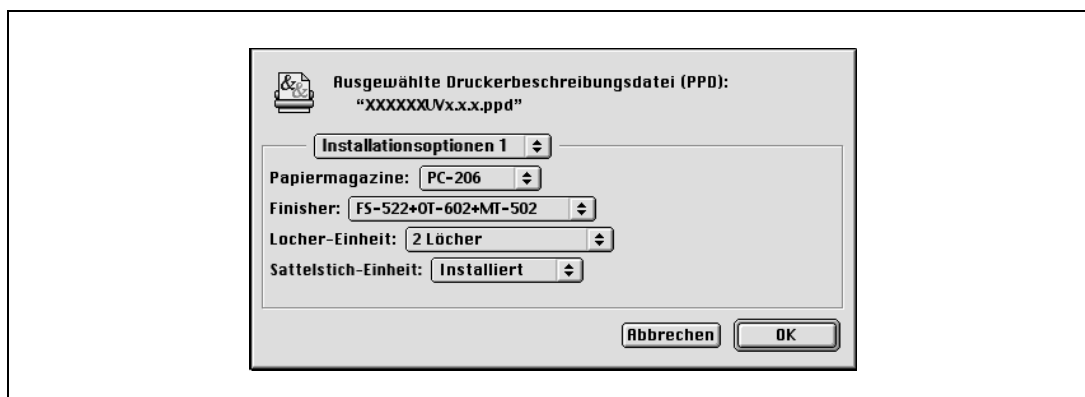 Ausgewählte Druckerbeschreibungsdatei (PPD):
“XXXXXXUVx.x.x.ppd”
Installationsoptionen 1
Papiermagazine: PC-206
Finisher: FS-522+OT-602+MT-502
Locher-Einheit: 2 Löcher
Sattelstich-Einheit: Installiert
Abbrechen OK